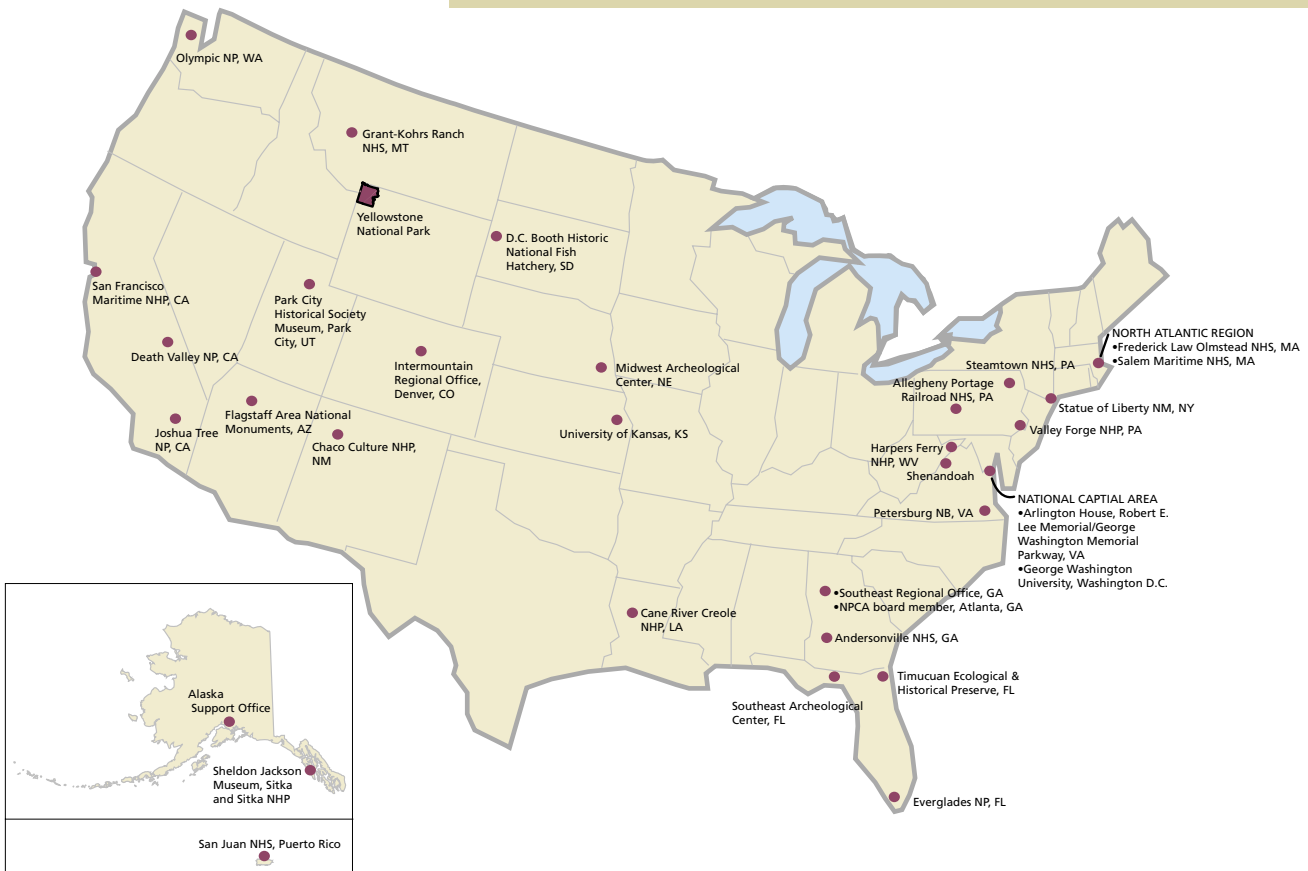 Olympic NP, WA
Grant-Kohrs Ranch
NHS, MT
Yellowstone
National Park
D.C. Booth Historic
National Fish
Hatchery, SD
San Francisco
Maritime NHP, CA
Park City
Historical Society
Museum, Park
City, UT
Death Valley NP, CA
Intermountain
Regional Office,
Denver, CO
Midwest Archeological
Center, NE
University of Kansas, KS
Joshua Tree
NP, CA
Flagstaff Area National
Monuments, AZ
Chaco Culture NHP,
NM
NORTH ATLANTIC REGION
•Frederick Law Olmstead NHS, MA
•Salem Maritime NHS, MA
Steamtown NHS, PA
Allegheny Portage
Railroad NHS, PA
Statue of Liberty NM, NY
Valley Forge NHP, PA
Harpers Ferry
NHP, WV
Shenandoah
Petersburg NB, VA
NATIONAL CAPTIAL AREA
•Arlington House, Robert E.
Lee Memorial/George
Washington Memorial
Parkway, VA
•George Washington
University, Washington D.C.
•Southeast Regional Office, GA
•NPCA board member, Atlanta, GA
Cane River Creole
NHP, LA
Andersonville NHS, GA
Timucuan Ecological &
Historical Preserve, FL
Southeast Archeological
Center, FL
Everglades NP, FL
Alaska
Support Office
Sheldon Jackson
Museum, Sitka
and Sitka NHP
San Juan NHS, Puerto Rico